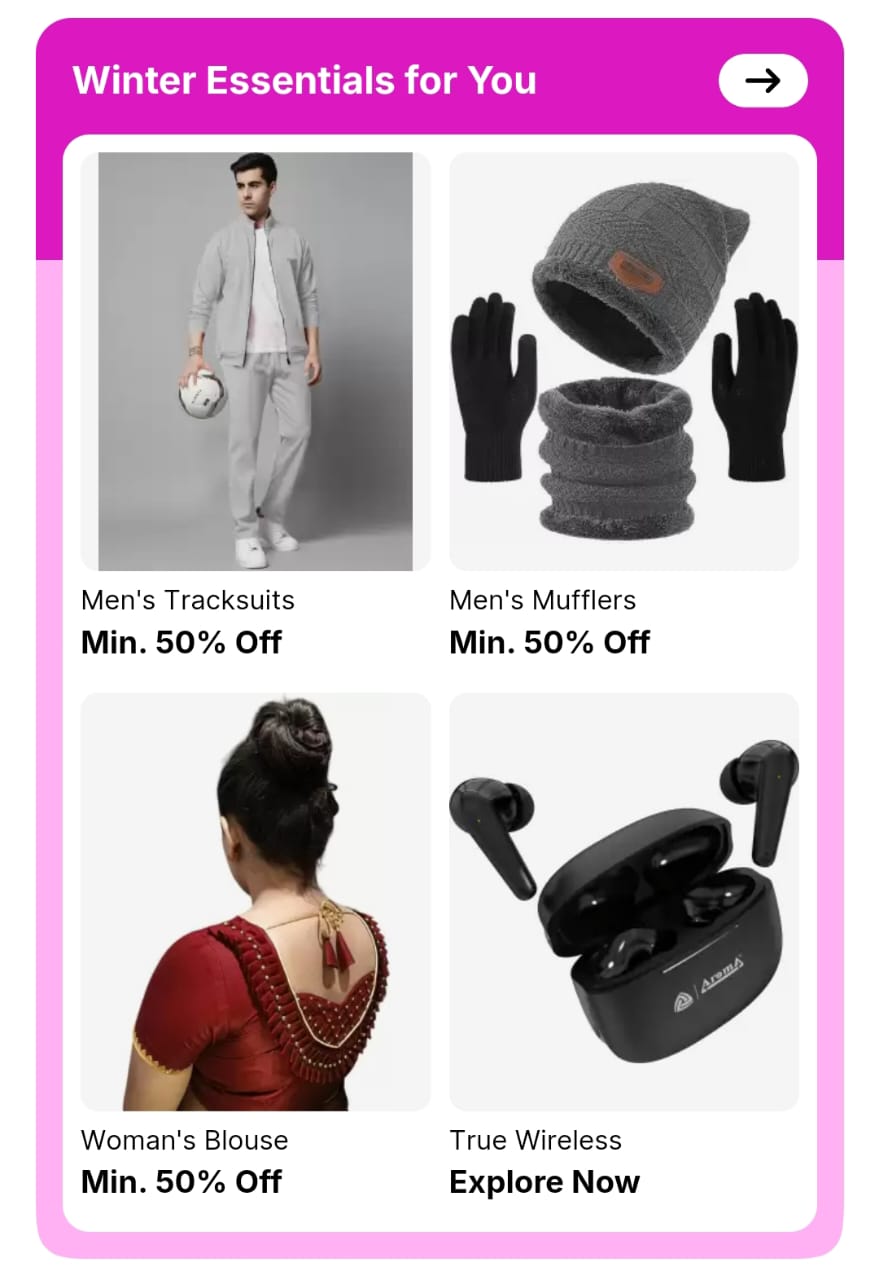 Winter Essentials for You
Men's Tracksuits
Min. 50% Off
Men's Mufflers
Min. 50% Off
AromA
Woman's Blouse
Min. 50% Off
True Wireless
Explore Now